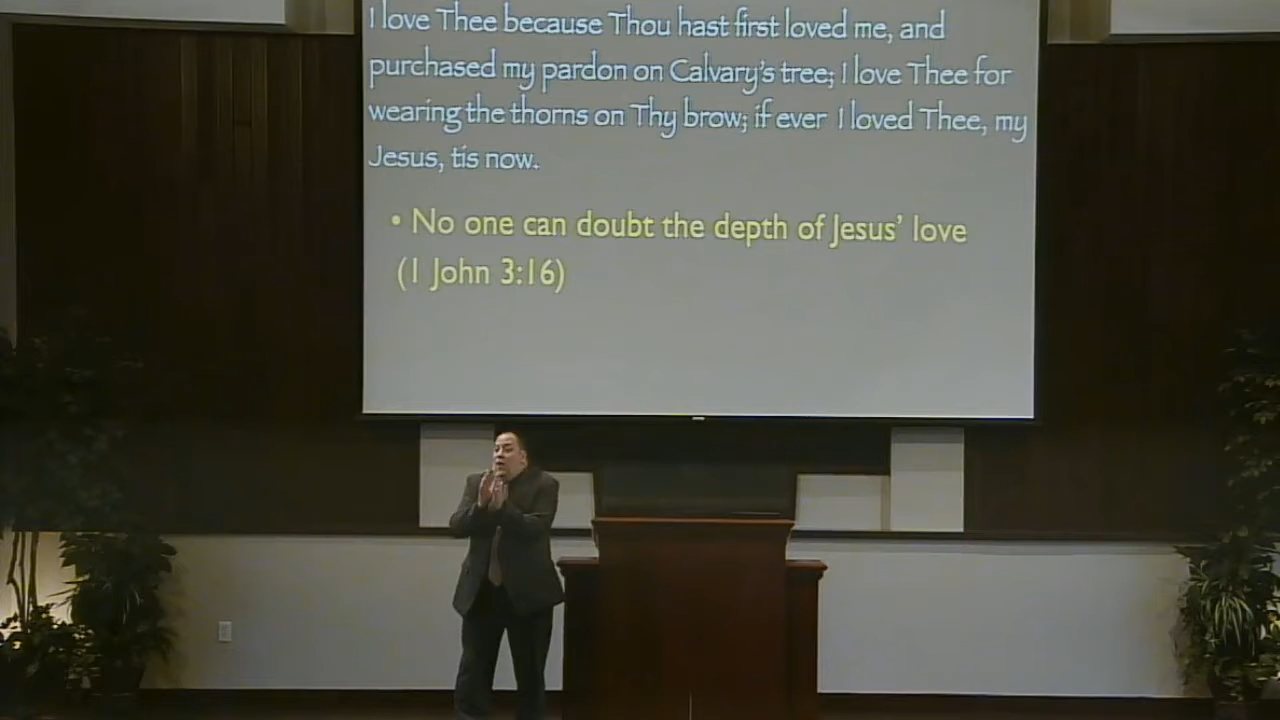 I love Thee because Thou hast first loved me, and
purchased my pardon on Calvary's tree; I love Thee for
wearing the thorns on Thy brow; if ever I loved Thee, my
Jesus, tis now.
• No one can doubt the depth of Jesus' love
(1 John 3:16)